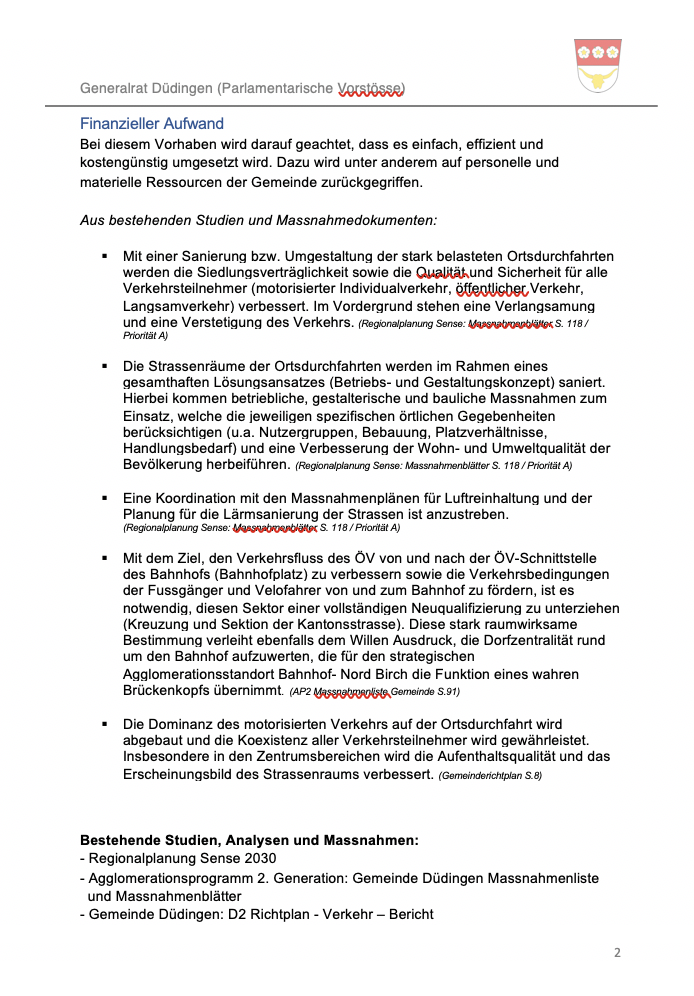 Generalrat Düdingen (Parlamentarische Vorstösse)
Finanzieller Aufwand
Bei diesem Vorhaben wird darauf geachtet, dass es einfach, effizient und
kostengünstig umgesetzt wird. Dazu wird unter anderem auf personelle und
materielle Ressourcen der Gemeinde zurückgegriffen.
Aus bestehenden Studien und Massnahmedokumenten:
▪ Mit einer Sanierung bzw. Umgestaltung der stark belasteten Ortsdurchfahrten
werden die Siedlungsverträglichkeit sowie die Qualität und Sicherheit für alle
Verkehrsteilnehmer (motorisierter Individualverkehr, öffentlicher Verkehr,
Langsamverkehr) verbessert. Im Vordergrund stehen eine Verlangsamung
und eine Verstetigung des Verkehrs. (Regionalplanung Sense: Massnahmenblätter S. 118 /
Priorität A)
▪ Die Strassenräume der Ortsdurchfahrten werden im Rahmen eines
gesamthaften Lösungsansatzes (Betriebs- und Gestaltungskonzept) saniert.
Hierbei kommen betriebliche, gestalterische und bauliche Massnahmen zum
Einsatz, welche die jeweiligen spezifischen örtlichen Gegebenheiten
berücksichtigen (u.a. Nutzergruppen, Bebauung, Platzverhältnisse,
Handlungsbedarf) und eine Verbesserung der Wohn- und Umweltqualität der
Bevölkerung herbeiführen. (Regionalplanung Sense: Massnahmenblätter S. 118 / Priorität A)
▪ Eine Koordination mit den Massnahmenplänen für Luftreinhaltung und der
Planung für die Lärmsanierung der Strassen ist anzustreben.
(Regionalplanung Sense: Massnahmenblätter S. 118 / Priorität A)
▪ Mit dem Ziel, den Verkehrsfluss des ÖV von und nach der ÖV-Schnittstelle
des Bahnhofs (Bahnhofplatz) zu verbessern sowie die Verkehrsbedingungen
der Fussgänger und Velofahrer von und zum Bahnhof zu fördern, ist es
notwendig, diesen Sektor einer vollständigen Neuqualifizierung zu unterziehen
(Kreuzung und Sektion der Kantonsstrasse). Diese stark raumwirksame
Bestimmung verleiht ebenfalls dem Willen Ausdruck, die Dorfzentralität rund
um den Bahnhof aufzuwerten, die für den strategischen
Agglomerationsstandort Bahnhof- Nord Birch die Funktion eines wahren
Brückenkopfs übernimmt. (AP2 Massnahmenliste Gemeinde S.91)
▪ Die Dominanz des motorisierten Verkehrs auf der Ortsdurchfahrt wird
abgebaut und die Koexistenz aller Verkehrsteilnehmer wird gewährleistet.
Insbesondere in den Zentrumsbereichen wird die Aufenthaltsqualität und das
Erscheinungsbild des Strassenraums verbessert. (Gemeinderichtplan S.8)
Bestehende Studien, Analysen und Massnahmen:
- Regionalplanung Sense 2030
- Agglomerationsprogramm 2. Generation: Gemeinde Düdingen Massnahmenliste
und Massnahmenblätter
- Gemeinde Düdingen: D2 Richtplan - Verkehr – Bericht
2